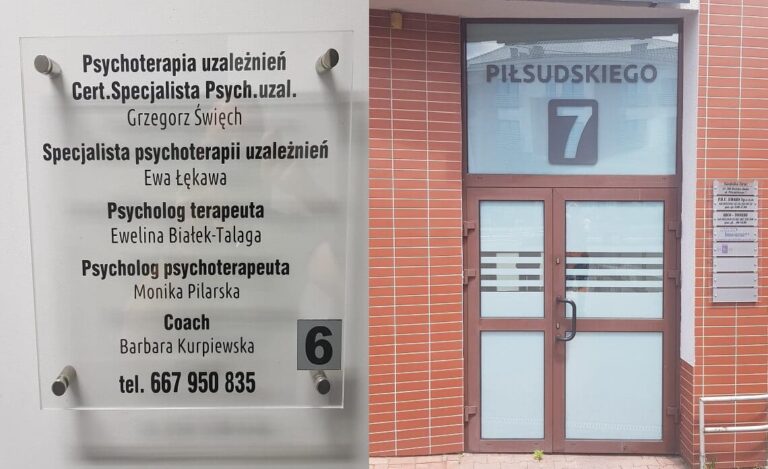 Psychoterapia uzależnień
Cert.Specjalista Psych.uzal.
Grzegorz Święch
Specjalista psychoterapii uzależnień
Ewa Łękawa
Psycholog terapeuta
Ewelina Białek-Talaga
Psycholog psychoterapeuta
Monika Pilarska
Coach
Barbara Kurpiewska
6
tel. 667 950 835
PIŁSUDSKIEGO
7